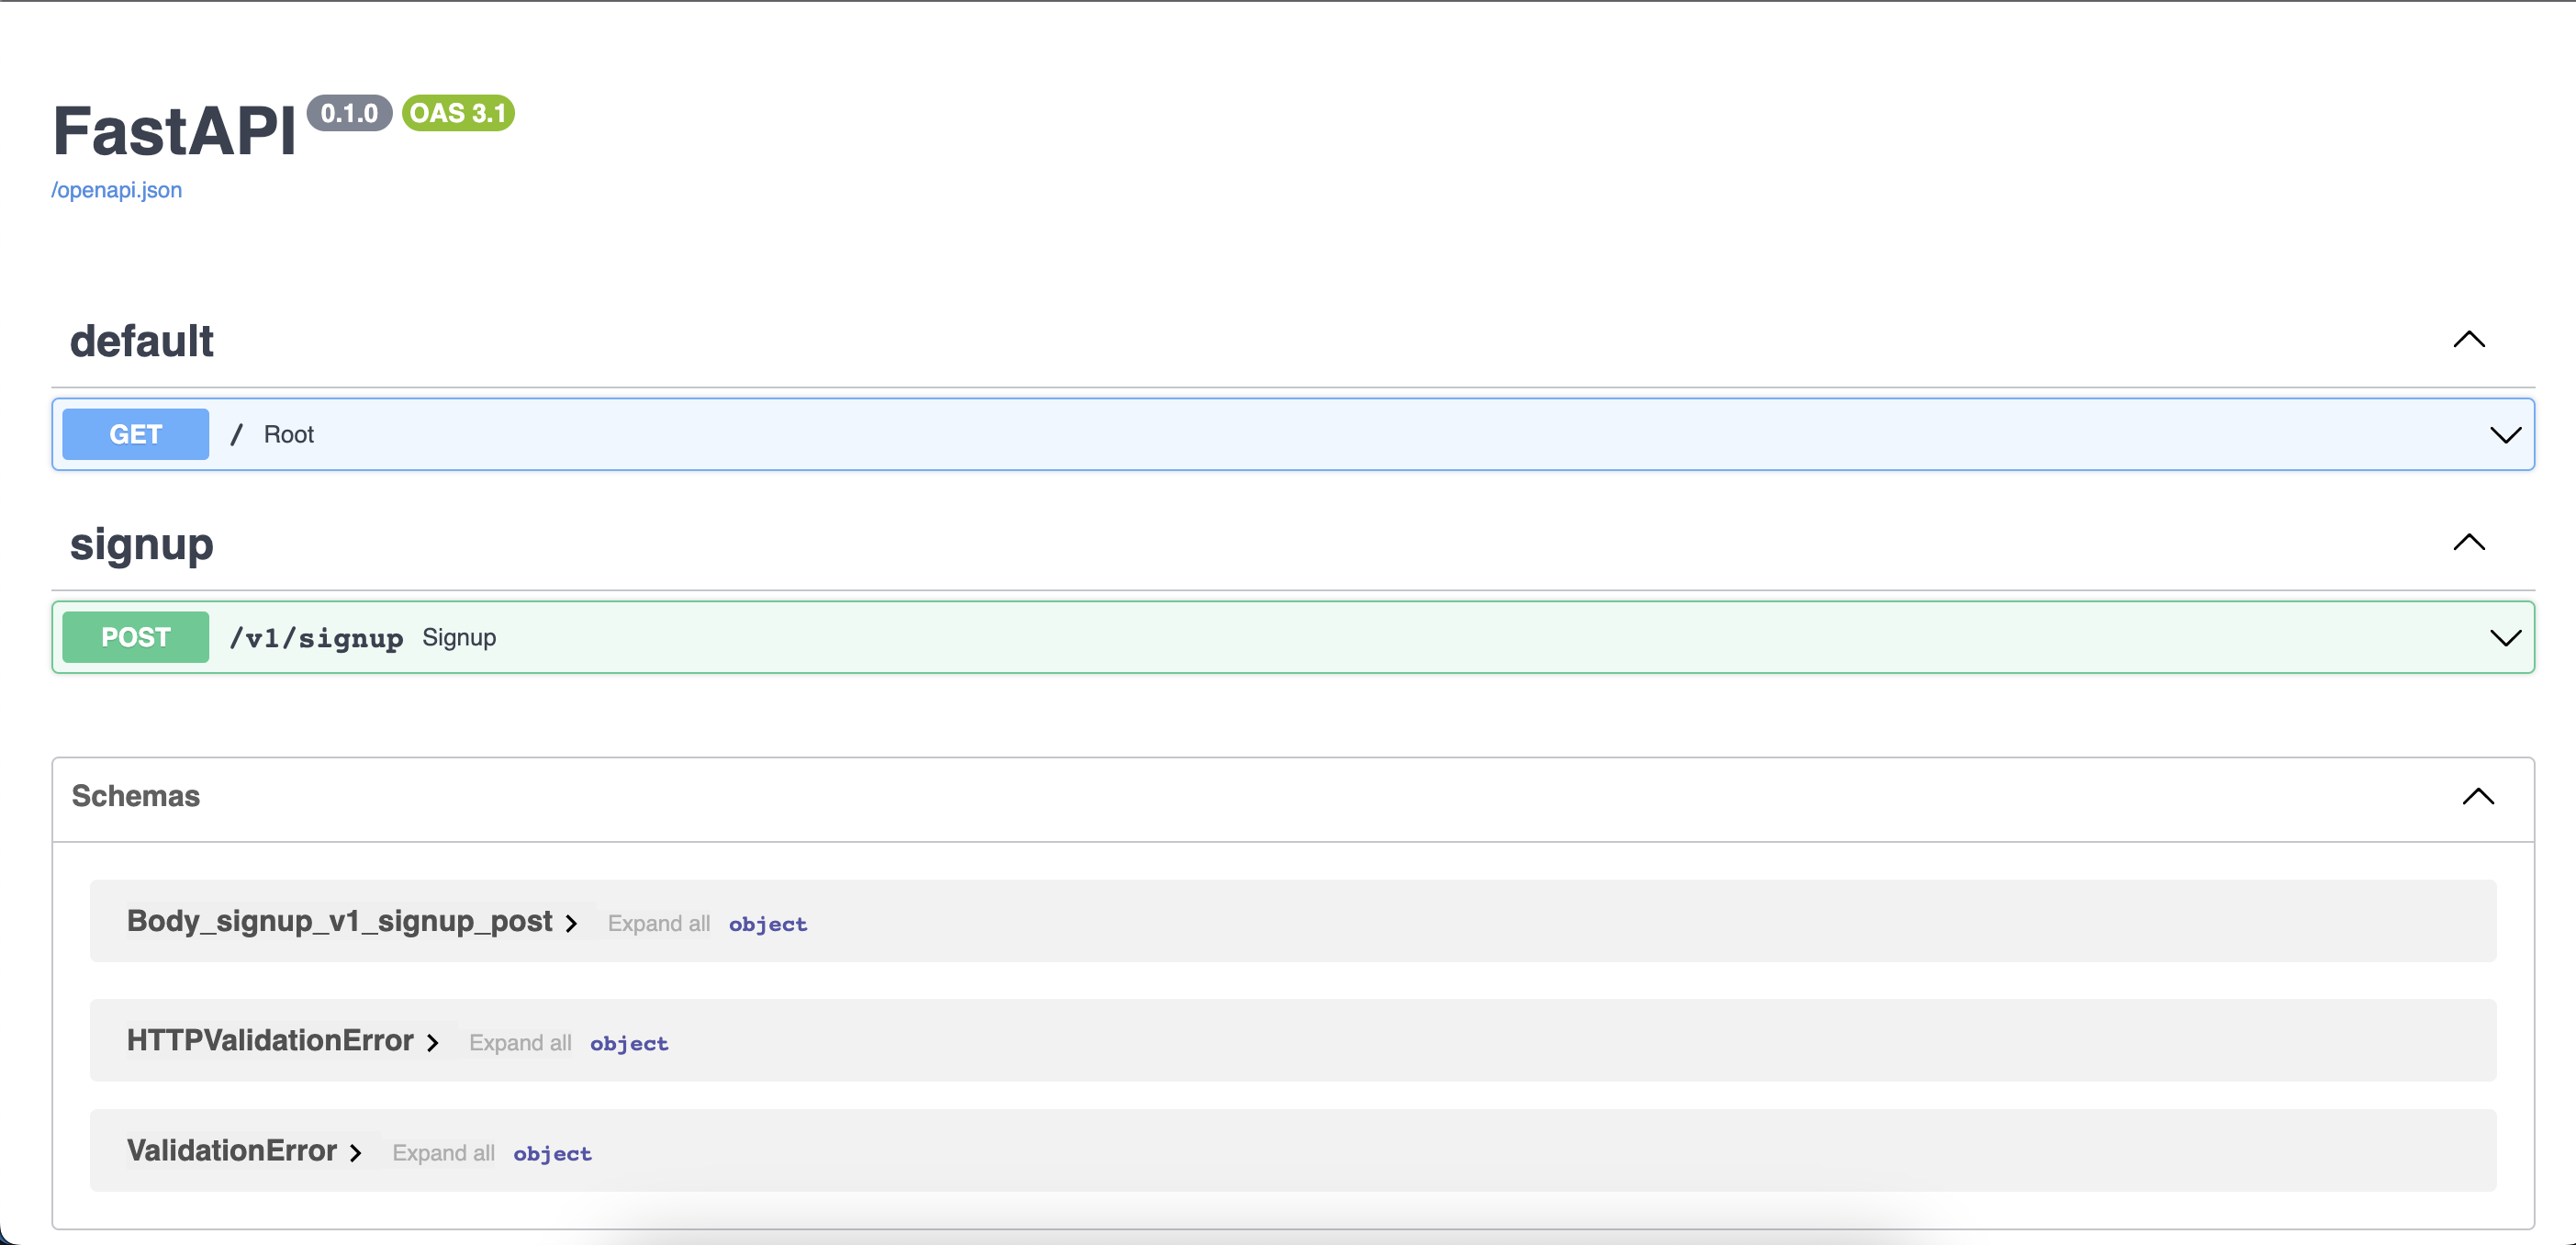 FastAPI 0.1.0 OAS 3.1
/openapi.json
default
GET / Root
signup
POST /v1/signup Signup
Schemas
Body_signup_v1_signup_post Expand all object
HTTPValidationError Expand all object
ValidationError Expand all object